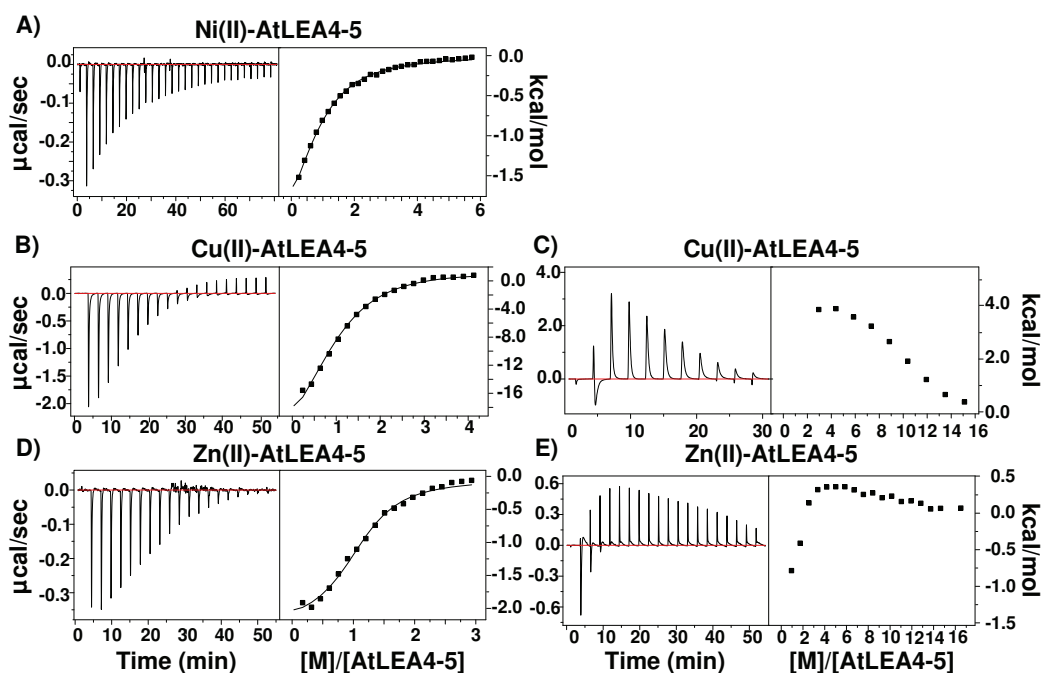 A)
Ni(II)-AtLEA4-5
0.0
-0.1
-0.2
-0.3
µcal/sec
0 20 40 60
0 2 4 6
0.0
-0.5
-1.0
-1.5
kcal/mol
B)
Cu(II)-AtLEA4-5
0.0
-0.5
-1.0
-1.5
-2.0
µcal/sec
0 10 20 30 40 50
0 1 2 3 4
0.0
-4.0
-8.0
-12
-16
C)
Cu(II)-AtLEA4-5
4.0
2.0
0.0
0 10 20 30
0 2 4 6 8 10 12 14 16
4.0
2.0
0.0
kcal/mol
D)
Zn(II)-AtLEA4-5
0.0
-0.1
-0.2
-0.3
µcal/sec
0 10 20 30 40 50
0 1 2 3
0.0
-0.5
-1.0
-1.5
-2.0
Time (min)
[M]/[AtLEA4-5]
E)
Zn(II)-AtLEA4-5
0.6
0.3
0.0
-0.3
-0.6
0 10 20 30 40 50
0 2 4 6 8 10 12 14 16
0.5
0.0
-0.5
-1.0
-1.5
kcal/mol
Time (min)
[M]/[AtLEA4-5]